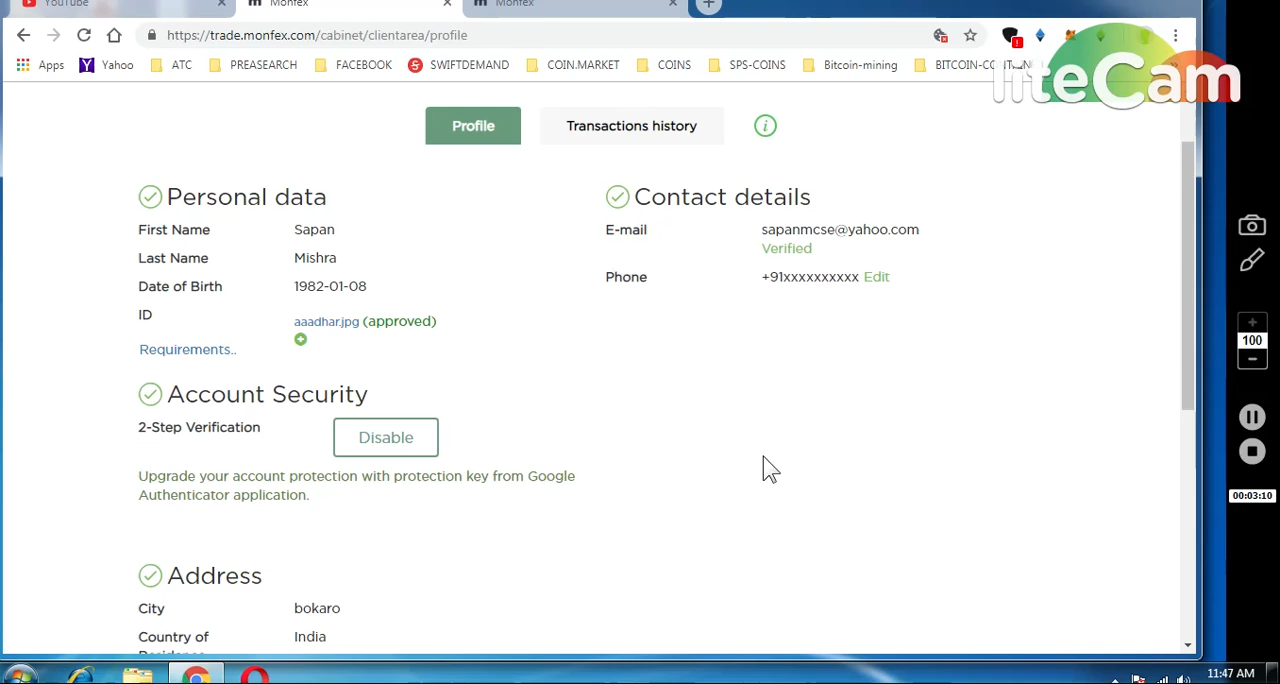 YouTube
Monfex
Monfex
https://trade.monfex.com/cabinet/clientarea/profile
Apps
Yahoo
ATC
PREASEARCH
FACEBOOK
SWIFTDEMAND
COIN.MARKET
COINS
SPS-COINS
Bitcoin-mining
liteCam
Profile
Transactions history
Personal data
First Name Sapan
Last Name Mishra
Date of Birth 1982-01-08
ID
aaadhar.jpg (approved)
Requirements..
Contact details
E-mail sapanmcse@yahoo.com
Verified
Phone +91xxxxxxxxxx Edit
Account Security
2-Step Verification
Disable
Upgrade your account protection with protection key from Google
Authenticator application.
Address
City bokaro
Country of India
100
00:03:10
11:47 AM